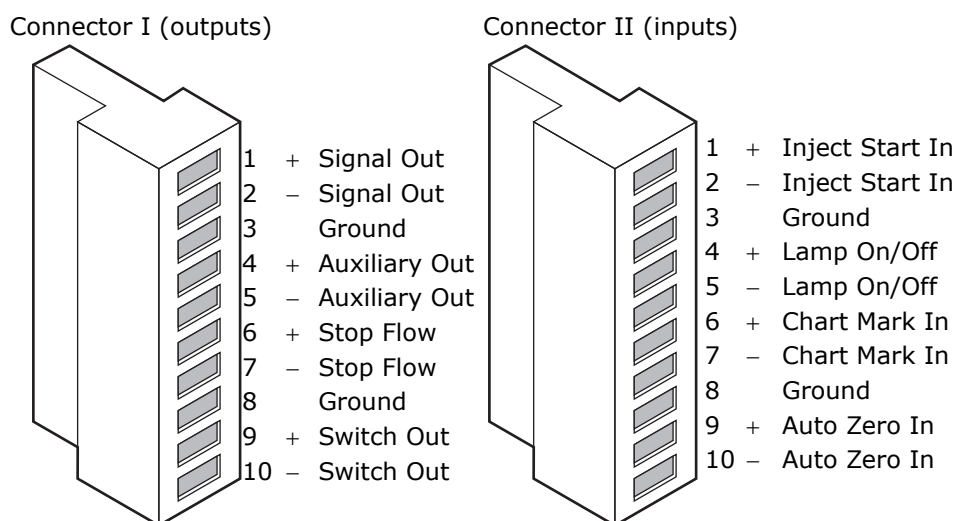 Connector I (outputs)
1 + Signal Out
2 – Signal Out
3 Ground
4 + Auxiliary Out
5 – Auxiliary Out
6 + Stop Flow
7 – Stop Flow
8 Ground
9 + Switch Out
10 – Switch Out
Connector II (inputs)
1 + Inject Start In
2 – Inject Start In
3 Ground
4 + Lamp On/Off
5 – Lamp On/Off
6 + Chart Mark In
7 – Chart Mark In
8 Ground
9 + Auto Zero In
10 – Auto Zero In